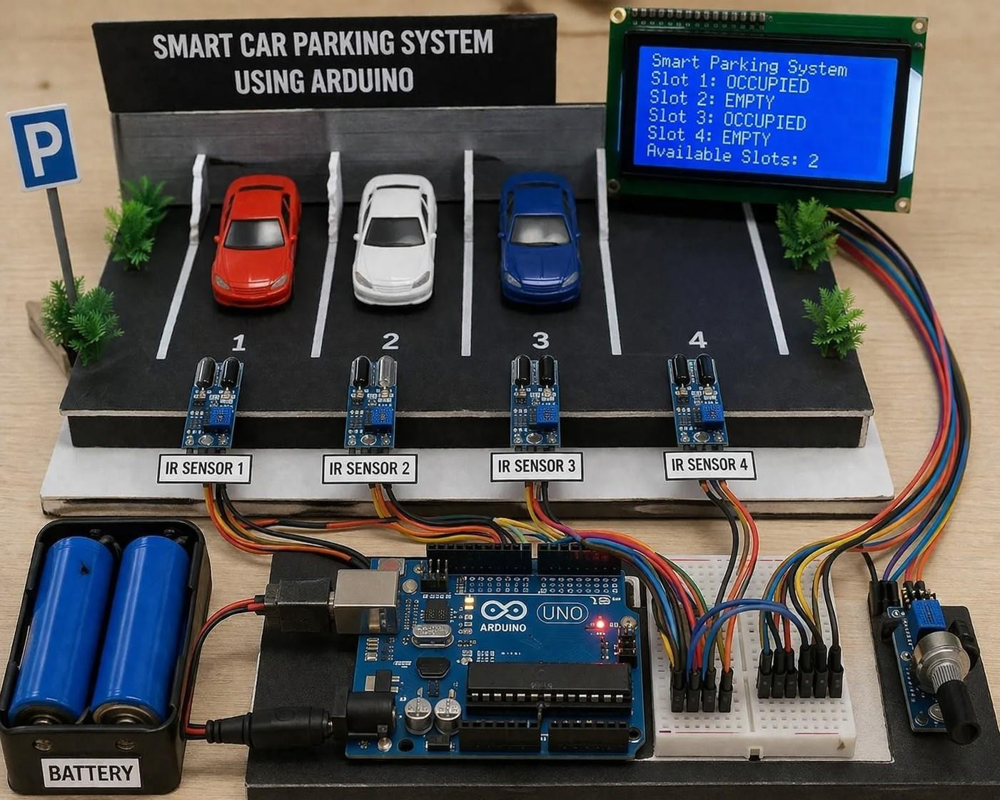 SMART CAR PARKING SYSTEM
USING ARDUINO
P
Smart Parking System
Slot 1: OCCUPIED
Slot 2: EMPTY
Slot 3: OCCUPIED
Slot 4: EMPTY
Available Slots: 2
1 2 3 4
IR SENSOR 1 IR SENSOR 2 IR SENSOR 3 IR SENSOR 4
UNO
ARDUINO
BATTERY